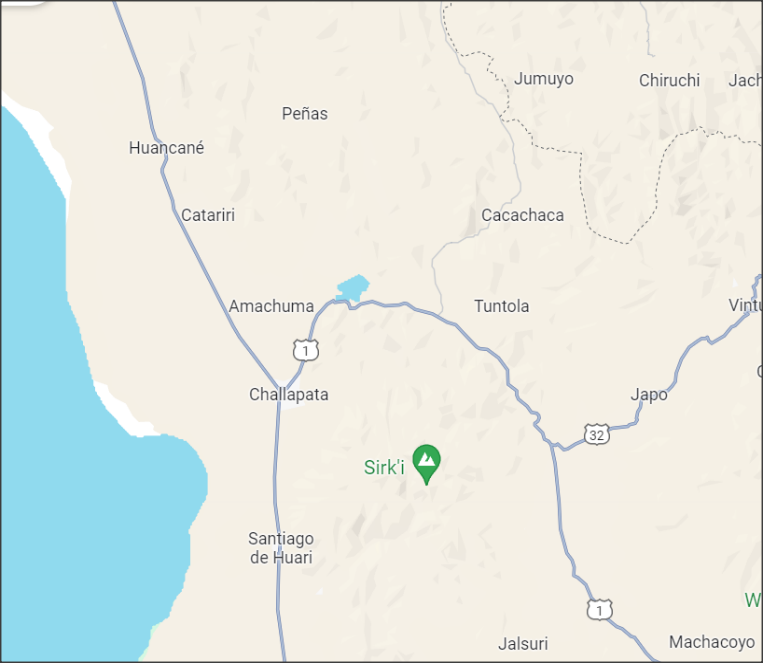 Jumuyo
Chiruchi
Jach
Peñas
Huancané
Catariri
Cacachaca
Amachuma
Tuntola
Vintu
1
Challapata
Japo
32
Sirk'i
Santiago
de Huari
1
W
Jalsuri
Machacoyo